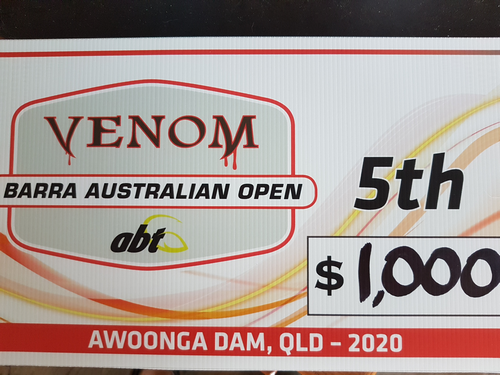 VENOM
BARRA AUSTRALIAN OPEN
abt
5th
$1,000
AWOONGA DAM, QLD – 2020